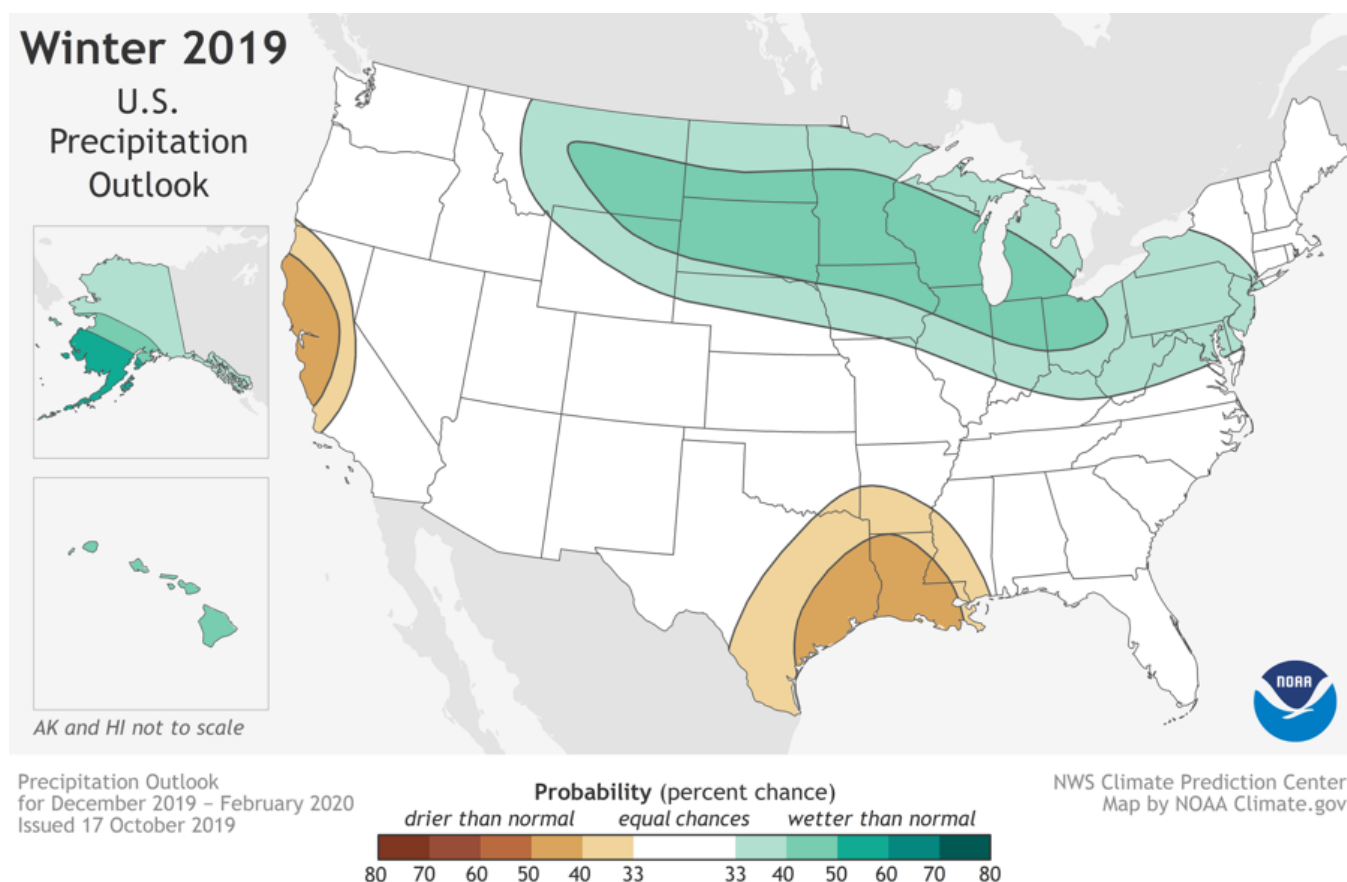 Winter 2019
U.S.
Precipitation
Outlook
AK and HI not to scale
NOAA
Precipitation Outlook
for December 2019 – February 2020
Issued 17 October 2019
Probability (percent chance)
drier than normal equal chances wetter than normal
80 70 60 50 40 33 33 40 50 60 70 80
NWS Climate Prediction Center
Map by NOAA Climate.gov